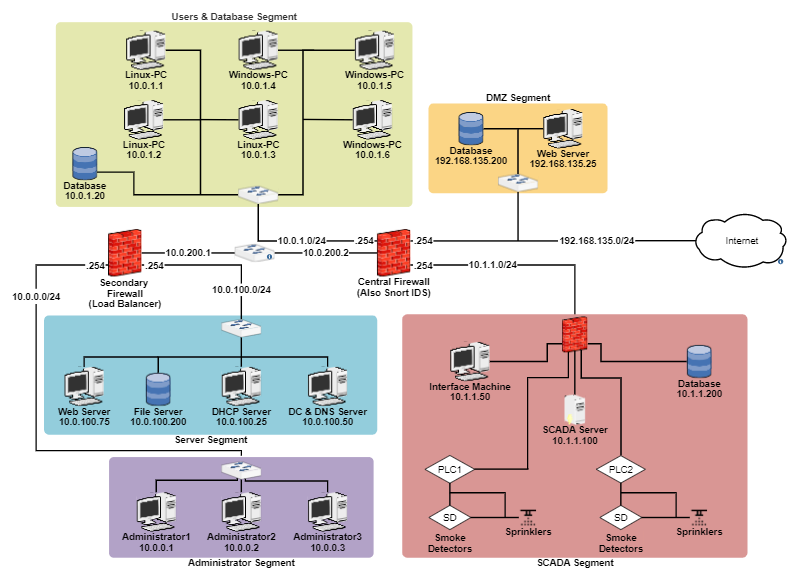 Users & Database Segment
Linux-PC
10.0.1.1
Windows-PC
10.0.1.4
Windows-PC
10.0.1.5
Linux-PC
10.0.1.2
Linux-PC
10.0.1.3
Windows-PC
10.0.1.6
Database
10.0.1.20
DMZ Segment
Database
192.168.135.200
Web Server
192.168.135.25
10.0.1.0/24
.254
.254
192.168.135.0/24
Internet
10.0.200.1
10.0.200.2
.254
.254
.254
10.1.1.0/24
Secondary
Firewall
(Load Balancer)
Central Firewall
(Also Snort IDS)
10.0.0.0/24
10.0.100.0/24
Web Server
10.0.100.75
File Server
10.0.100.200
DHCP Server
10.0.100.25
DC & DNS Server
10.0.100.50
Server Segment
Administrator1
10.0.0.1
Administrator2
10.0.0.2
Administrator3
10.0.0.3
Administrator Segment
Interface Machine
10.1.1.50
Database
10.1.1.200
SCADA Server
10.1.1.100
PLC1
PLC2
SD
Sprinklers
SD
Sprinklers
Smoke
Detectors
Smoke
Detectors
SCADA Segment